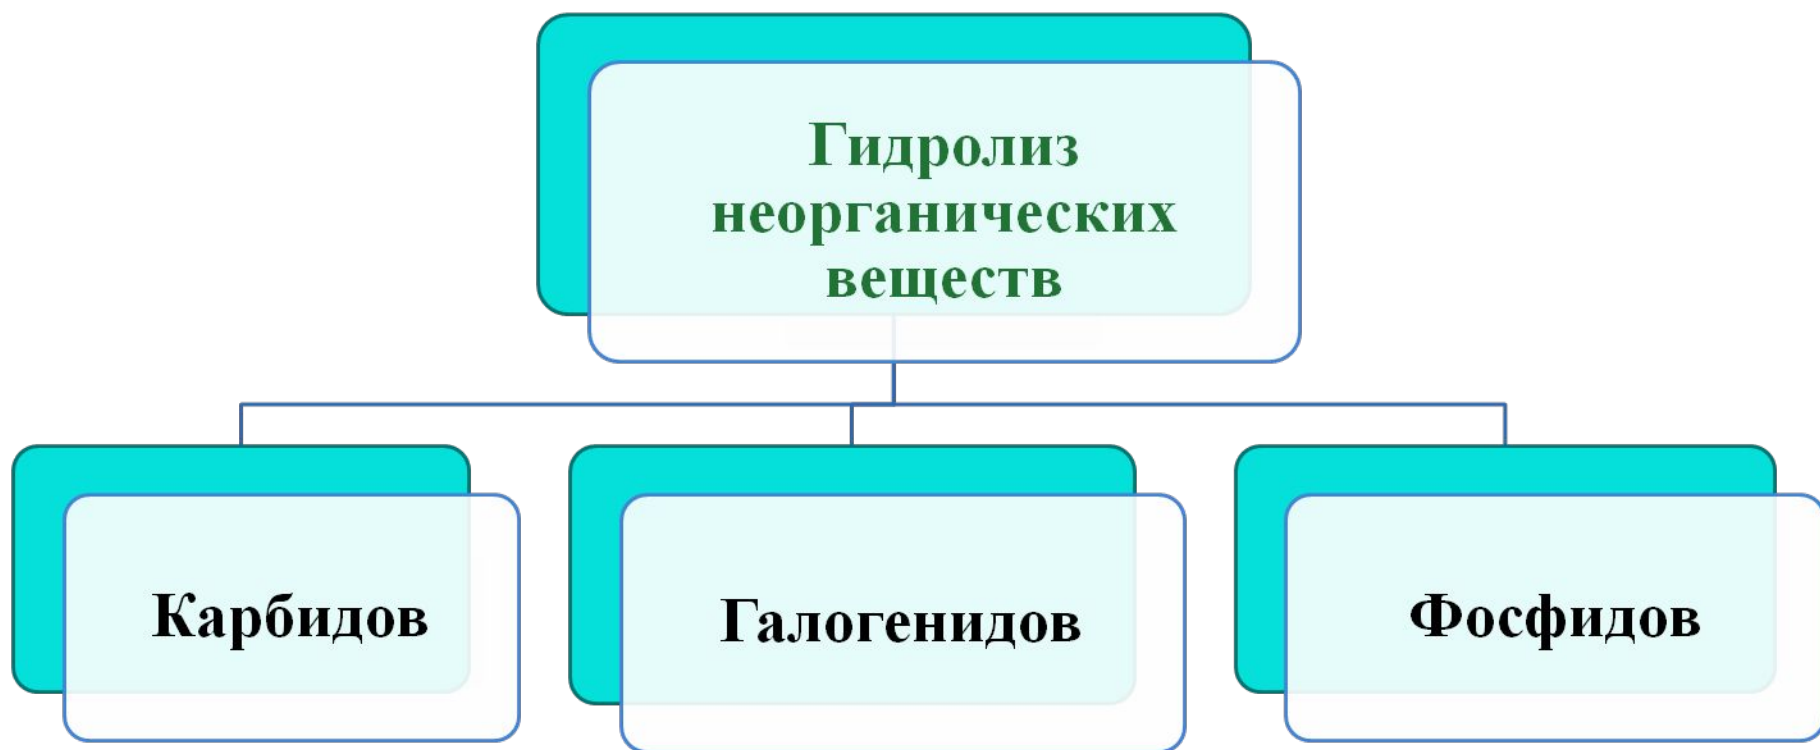 Гидролиз
неорганических
веществ
Карбидов
Галогенидов
Фосфидов